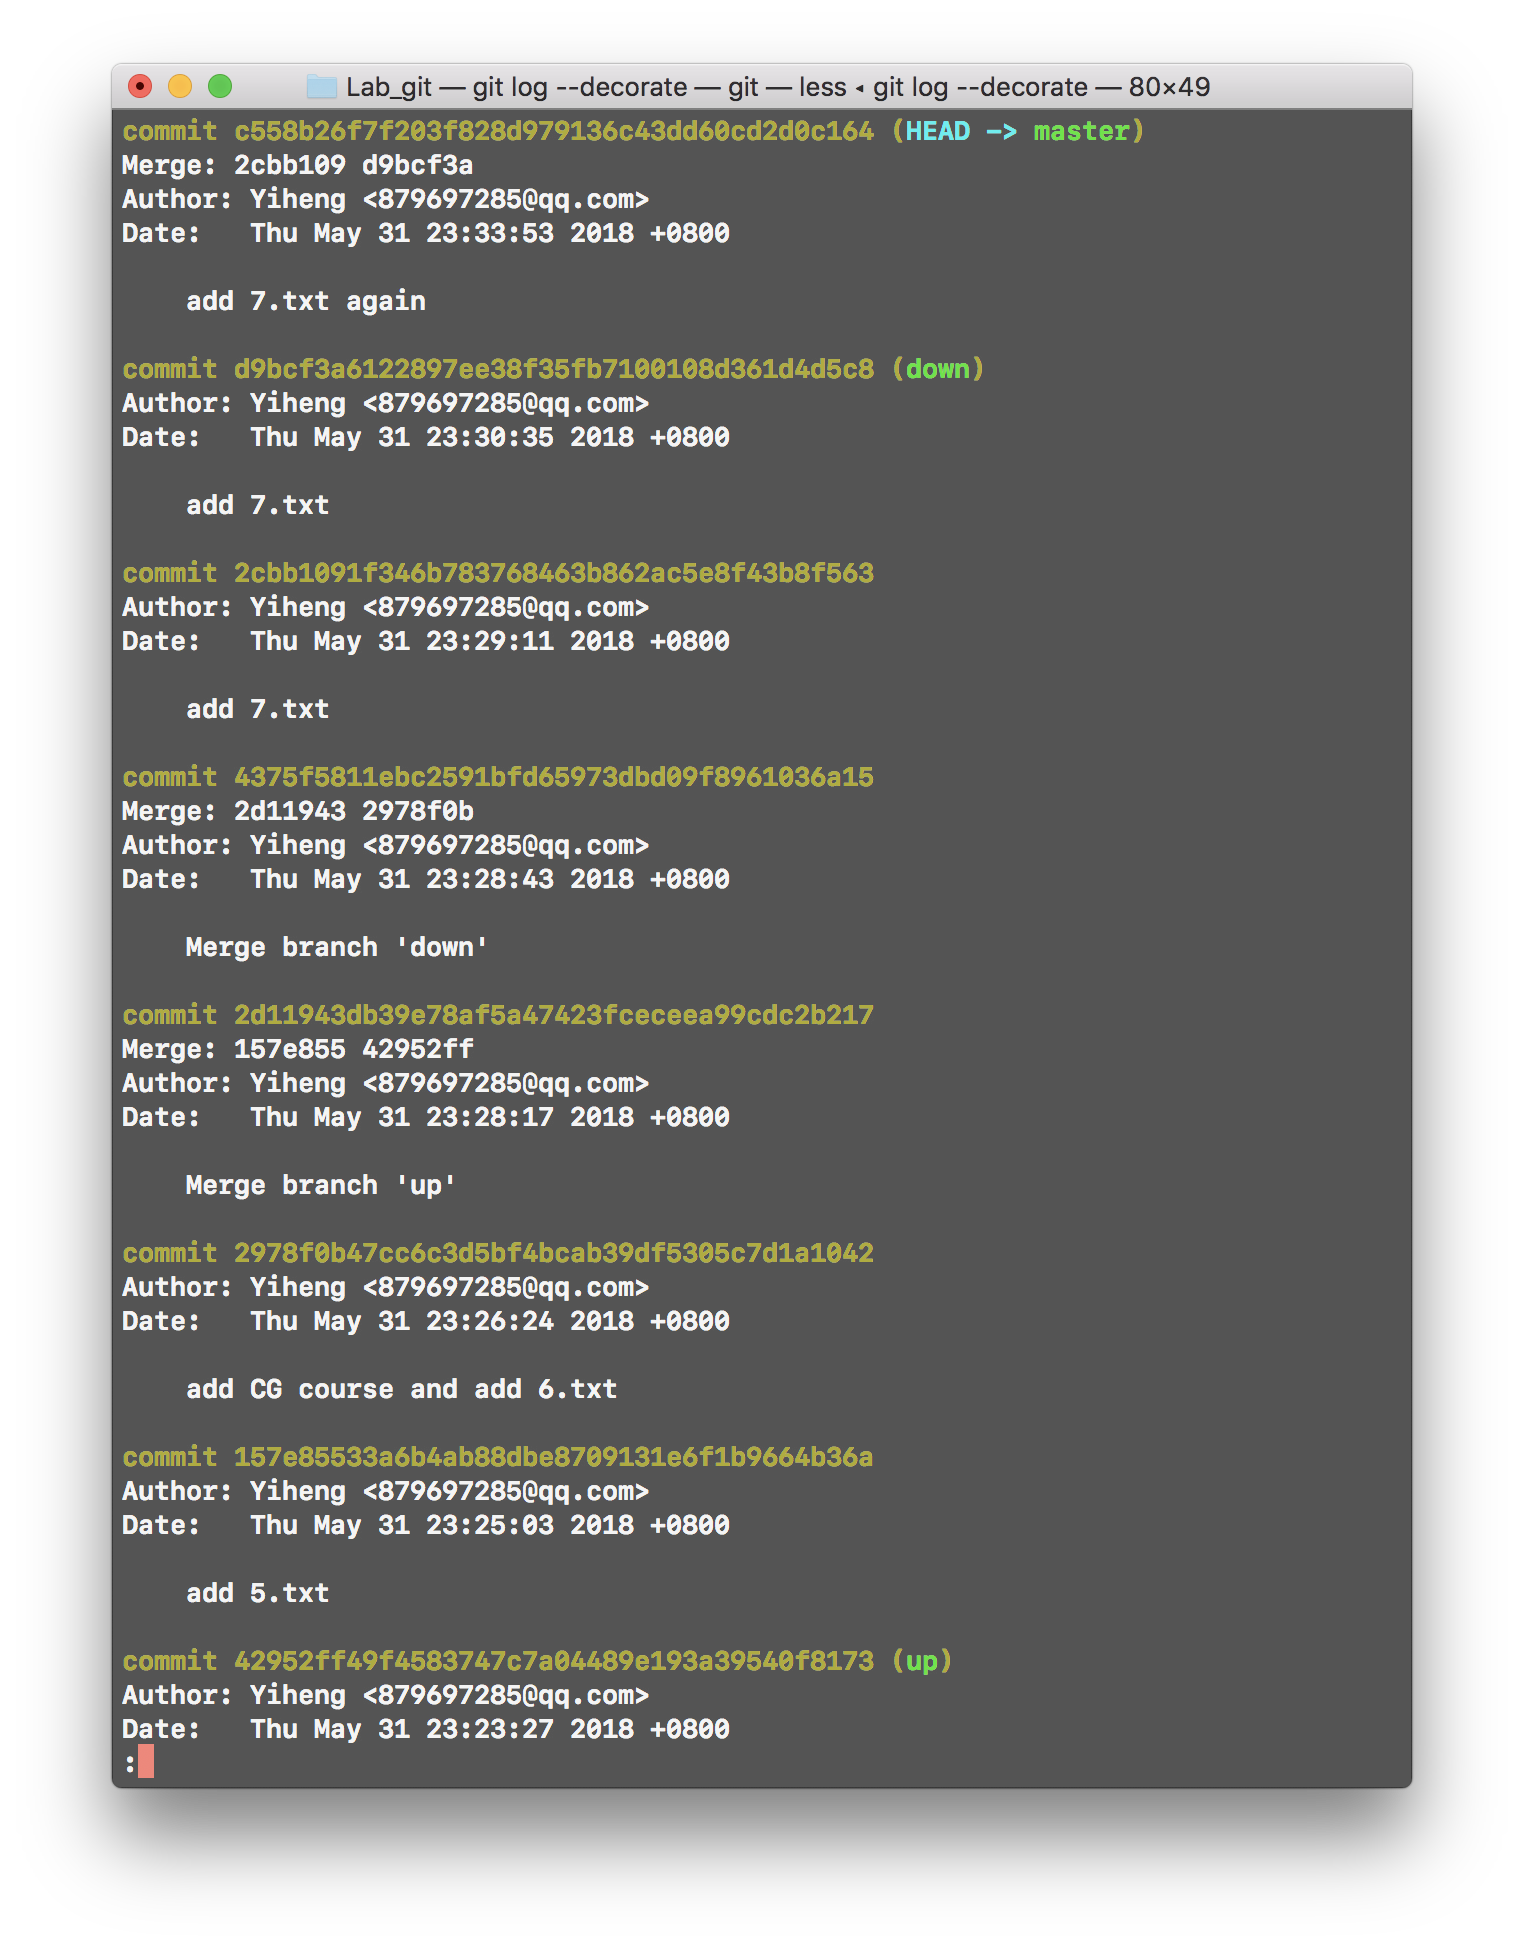 Lab_git — git log --decorate — git — less ◂ git log --decorate — 80×49
commit c558b26f7f203f828d979136c43dd60cd2d0c164 (HEAD -> master)
Merge: 2cbb109 d9bcf3a
Author: Yiheng <879697285@qq.com>
Date:   Thu May 31 23:33:53 2018 +0800
    add 7.txt again
commit d9bcf3a6122897ee38f35fb7100108d361d4d5c8 (down)
Author: Yiheng <879697285@qq.com>
Date:   Thu May 31 23:30:35 2018 +0800
    add 7.txt
commit 2cbb1091f346b783768463b862ac5e8f43b8f563
Author: Yiheng <879697285@qq.com>
Date:   Thu May 31 23:29:11 2018 +0800
    add 7.txt
commit 4375f5811ebc2591bfd65973dbd09f8961036a15
Merge: 2d11943 2978f0b
Author: Yiheng <879697285@qq.com>
Date:   Thu May 31 23:28:43 2018 +0800
    Merge branch 'down'
commit 2d11943db39e78af5a47423fceceea99cdc2b217
Merge: 157e855 42952ff
Author: Yiheng <879697285@qq.com>
Date:   Thu May 31 23:28:17 2018 +0800
    Merge branch 'up'
commit 2978f0b47cc6c3d5bf4bcab39df5305c7d1a1042
Author: Yiheng <879697285@qq.com>
Date:   Thu May 31 23:26:24 2018 +0800
    add CG course and add 6.txt
commit 157e85533a6b4ab88dbe8709131e6f1b9664b36a
Author: Yiheng <879697285@qq.com>
Date:   Thu May 31 23:25:03 2018 +0800
    add 5.txt
commit 42952ff49f4583747c7a04489e193a39540f8173 (up)
Author: Yiheng <879697285@qq.com>
Date:   Thu May 31 23:23:27 2018 +0800
: